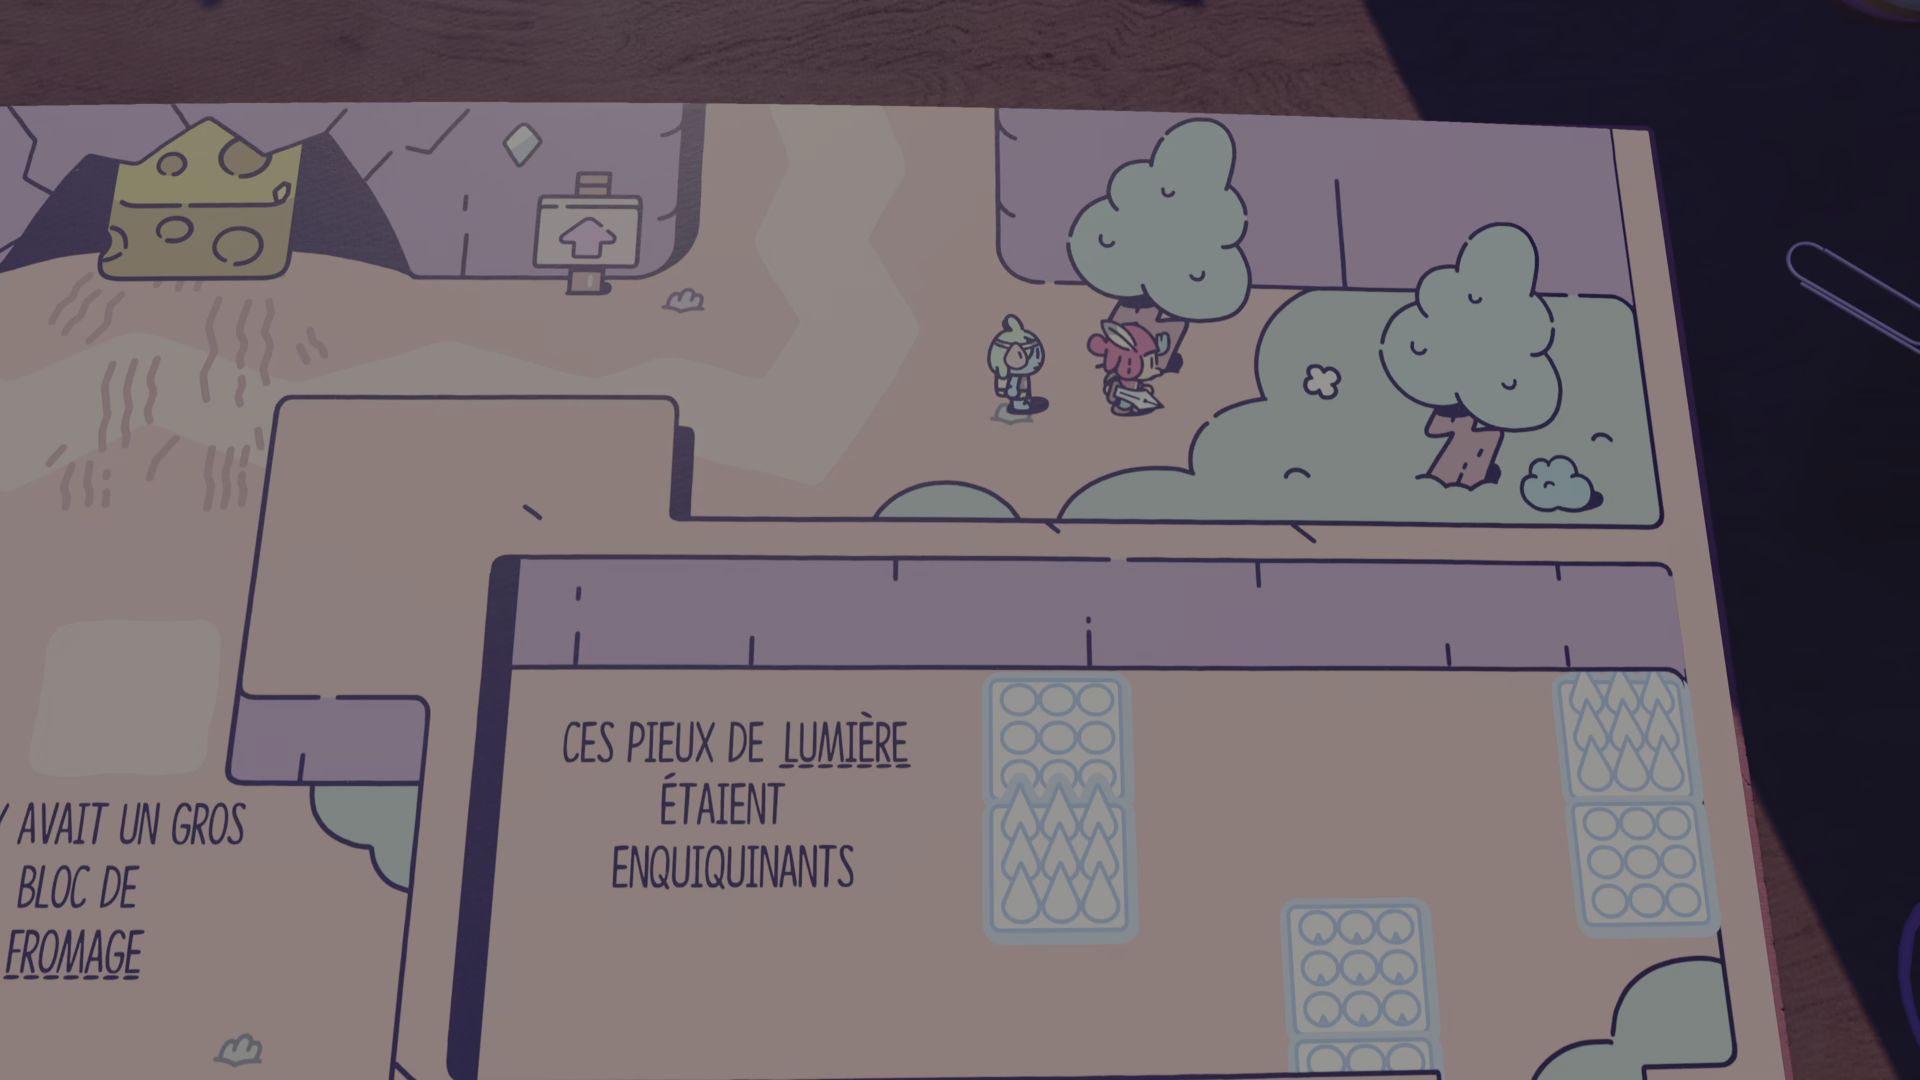 CES PIEUX DE LUMIÈRE
ÉTAIENT
ENQUIQUINANTS
Y AVAIT UN GROS
BLOC DE
FROMAGE